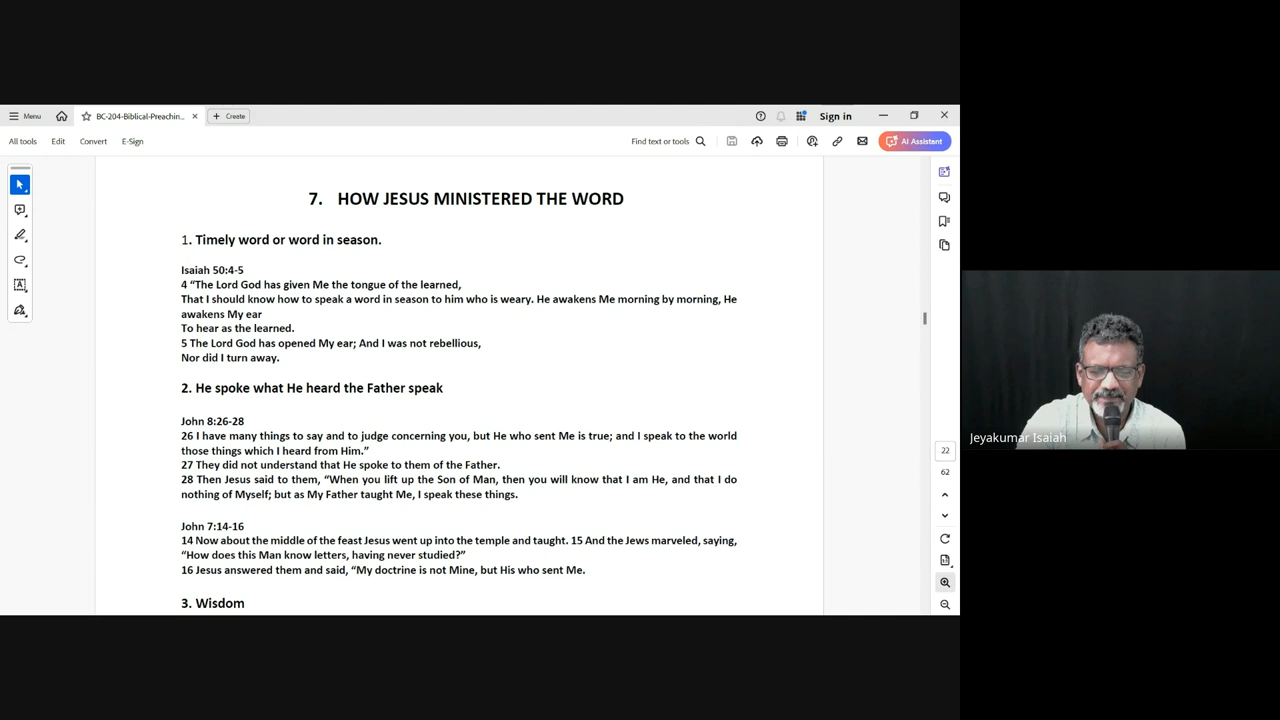 Menu
BC-204-Biblical-Preachin...
Create
Sign in
All tools
Edit
Convert
E-Sign
Find text or tools
AI Assistant
7. HOW JESUS MINISTERED THE WORD
1. Timely word or word in season.
Isaiah 50:4-5
4 “The Lord God has given Me the tongue of the learned,
That I should know how to speak a word in season to him who is weary. He awakens Me morning by morning, He
awakens My ear
To hear as the learned.
5 The Lord God has opened My ear; And I was not rebellious,
Nor did I turn away.
2. He spoke what He heard the Father speak
John 8:26-28
26 I have many things to say and to judge concerning you, but He who sent Me is true; and I speak to the world
those things which I heard from Him.”
27 They did not understand that He spoke to them of the Father.
28 Then Jesus said to them, “When you lift up the Son of Man, then you will know that I am He, and that I do
nothing of Myself; but as My Father taught Me, I speak these things.
John 7:14-16
14 Now about the middle of the feast Jesus went up into the temple and taught. 15 And the Jews marveled, saying,
“How does this Man know letters, having never studied?”
16 Jesus answered them and said, “My doctrine is not Mine, but His who sent Me.
3. Wisdom
22
62
Jeyakumar Isaiah